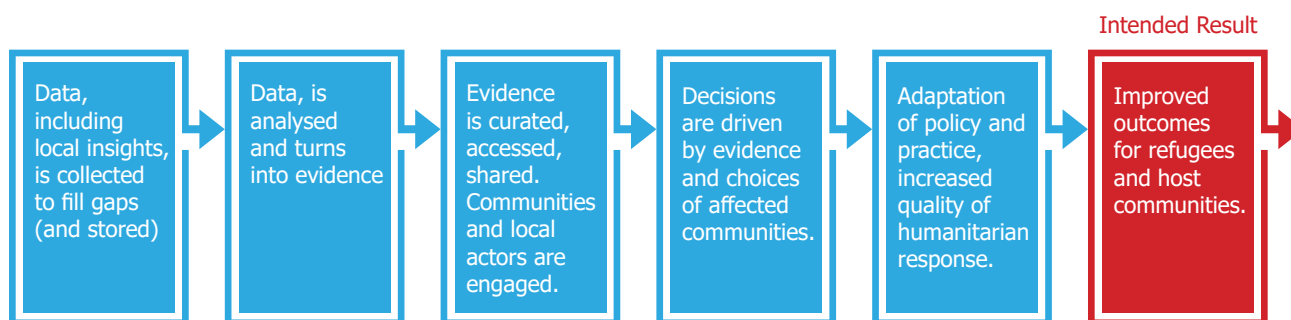 Intended Result
Data,
including
local insights,
is collected
to fill gaps
(and stored)
Data, is
analysed
and turns
into evidence
Evidence
is curated,
accessed,
shared.
Communities
and local
actors are
engaged.
Decisions
are driven
by evidence
and choices
of affected
communities.
Adaptation
of policy and
practice,
increased
quality of
humanitarian
response.
Improved
outcomes
for refugees
and host
communities.